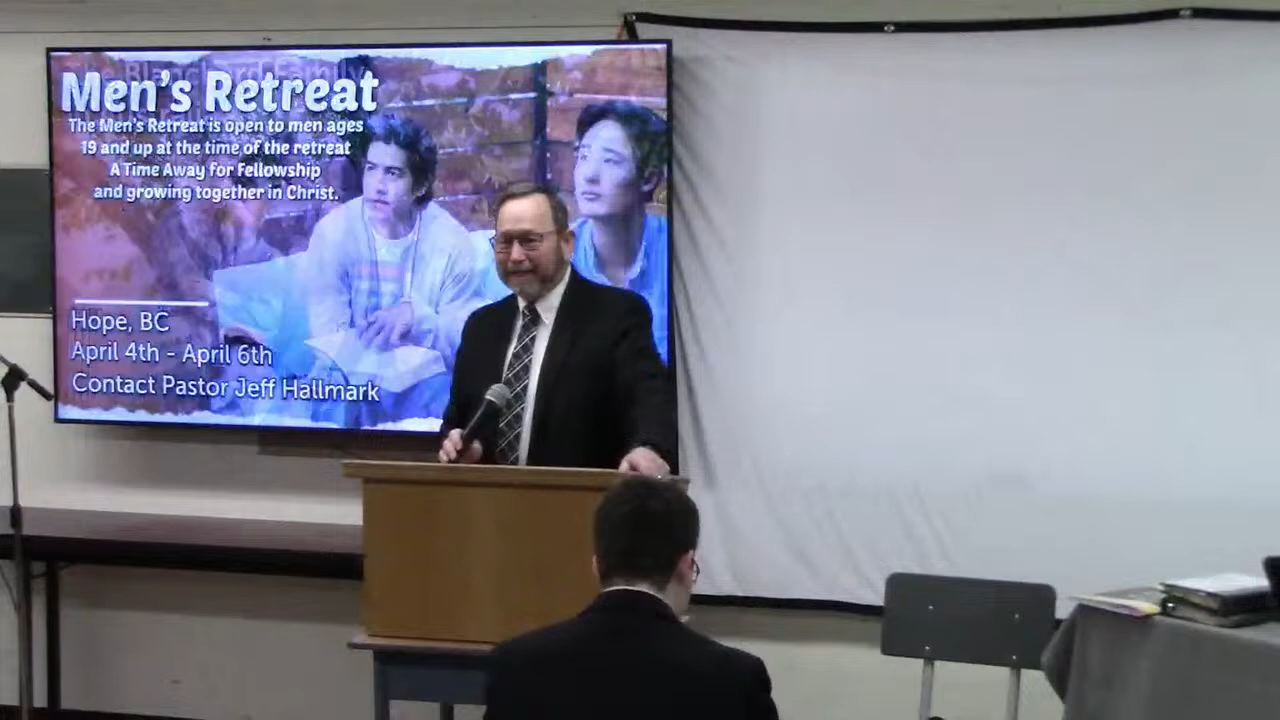 Men's Retreat
The Men's Retreat is open to men ages
19 and up at the time of the retreat
A Time Away for Fellowship
and growing together in Christ.
Hope, BC
April 4th - April 6th
Contact Pastor Jeff Hallmark